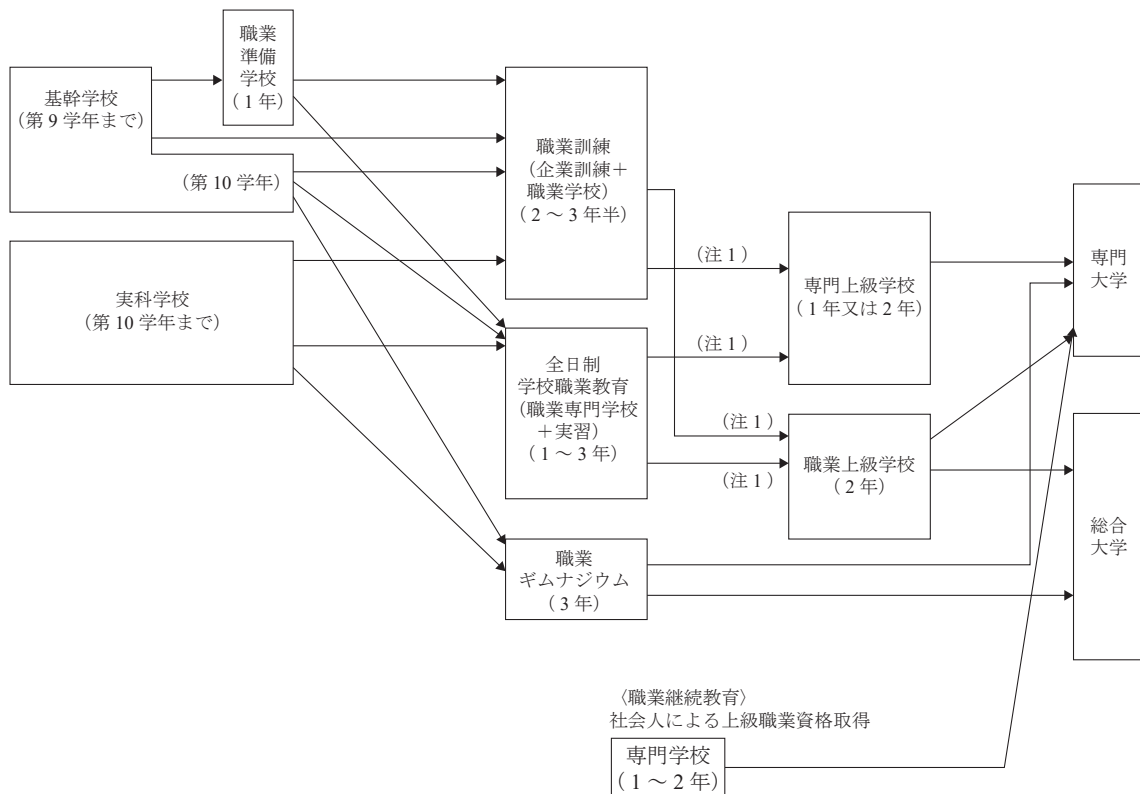 職業
準備
学校
（1年）
基幹学校
（第9学年まで）
（第10学年）
実科学校
（第10学年まで）
職業訓練
（企業訓練＋
職業学校）
（2～3年半）
全日制
学校職業教育
（職業専門学校
＋実習）
（1～3年）
職業
ギムナジウム
（3年）
（注1）
（注1）
（注1）
（注1）
専門上級学校
（1年又は2年）
職業上級学校
（2年）
専門
大学
総合
大学
〈職業継続教育〉
社会人による上級職業資格取得
専門学校
（1～2年）